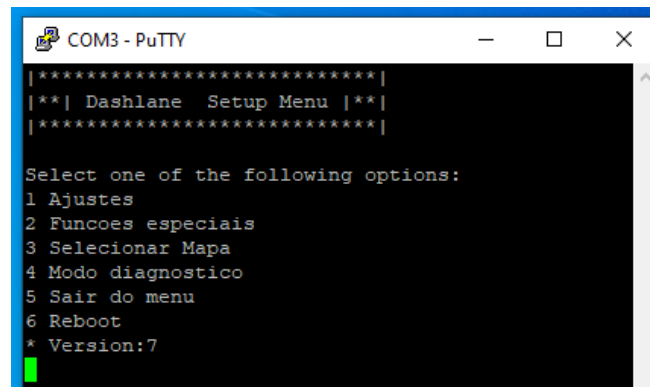 COM3 - PuTTY
|****************************|
|**| Dashlane  Setup Menu |**|
|****************************|
Select one of the following options:
1 Ajustes
2 Funcoes especiais
3 Selecionar Mapa
4 Modo diagnostico
5 Sair do menu
6 Reboot
* Version:7